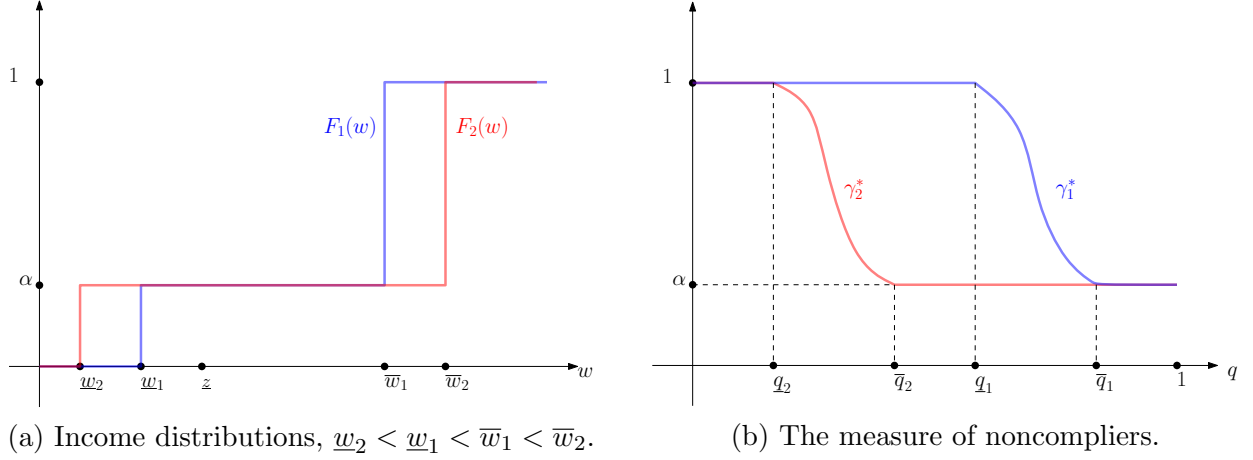 1
F₁(w)
F₂(w)
α
w̲₂
w̲₁
z̲
w̅₁
w̅₂
w
(a) Income distributions, w̲₂ < w̲₁ < w̅₁ < w̅₂.
1
γ₂*
γ₁*
α
q̲₂
q̅₂
q̲₁
q̅₁
1
q
(b) The measure of noncompliers.